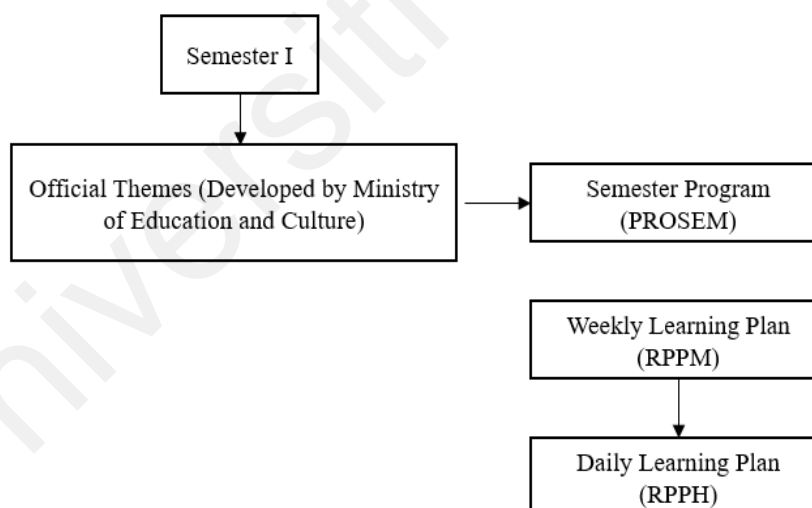 Semester I
Official Themes (Developed by Ministry
of Education and Culture)
Semester Program
(PROSEM)
Weekly Learning Plan
(RPPM)
Daily Learning Plan
(RPPH)